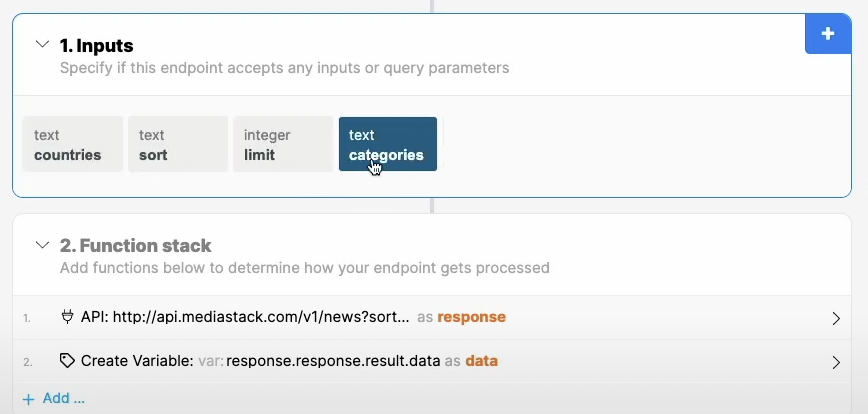 1. Inputs
Specify if this endpoint accepts any inputs or query parameters
text text integer text
countries sort limit categories
2. Function stack
Add functions below to determine how your endpoint gets processed
1. API: http://api.mediastack.com/v1/news?sort... as response
2. Create Variable: var: response.response.result.data as data
+ Add ...